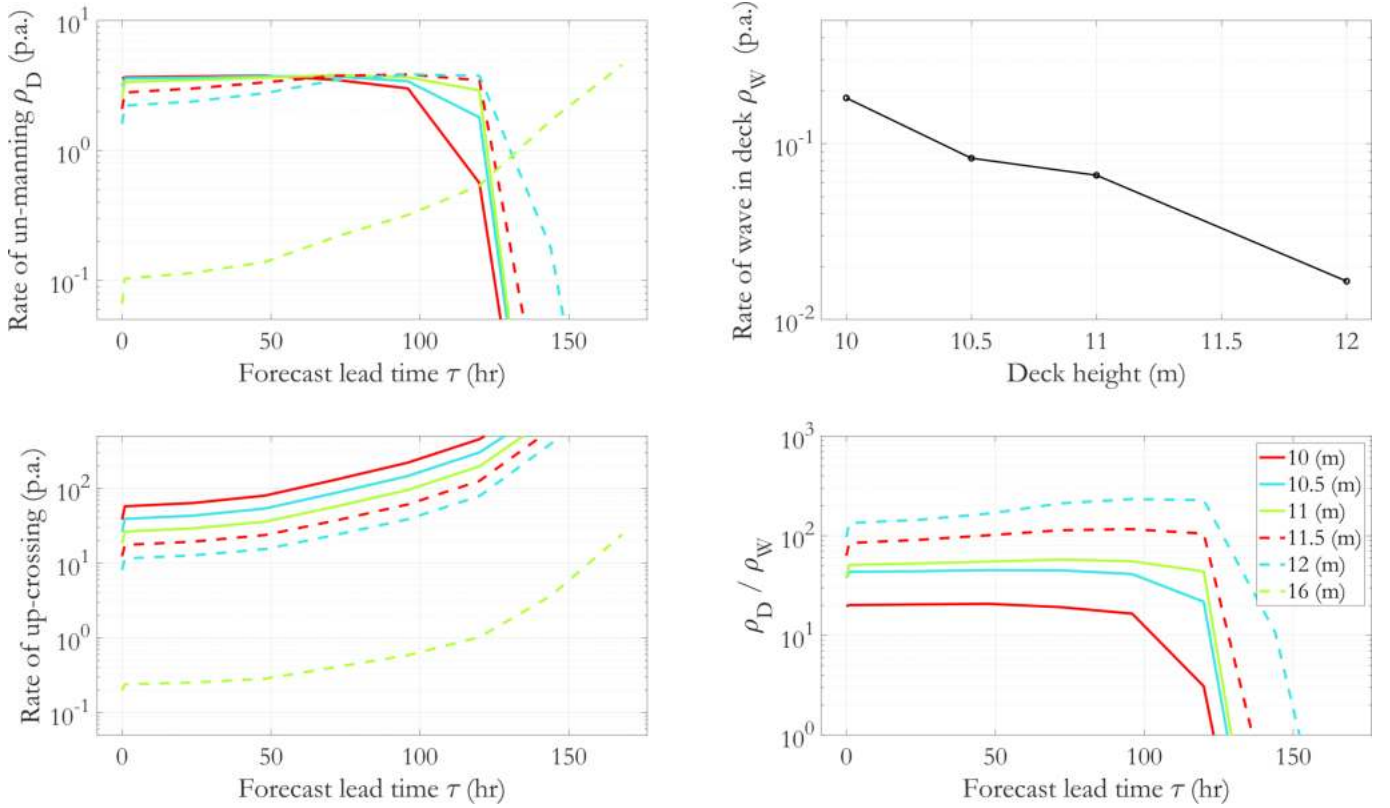 Rate of un-manning ρ_D (p.a.)
10^1
10^0
10^-1
0
50
100
150
Forecast lead time τ (hr)
Rate of wave in deck ρ_W (p.a.)
10^-1
10^-2
10
10.5
11
11.5
12
Deck height (m)
Rate of up-crossing (p.a.)
10^2
10^1
10^0
10^-1
0
50
100
150
Forecast lead time τ (hr)
ρ_D / ρ_W
10^3
10^2
10^1
10^0
0
50
100
150
Forecast lead time τ (hr)
10 (m)
10.5 (m)
11 (m)
11.5 (m)
12 (m)
16 (m)